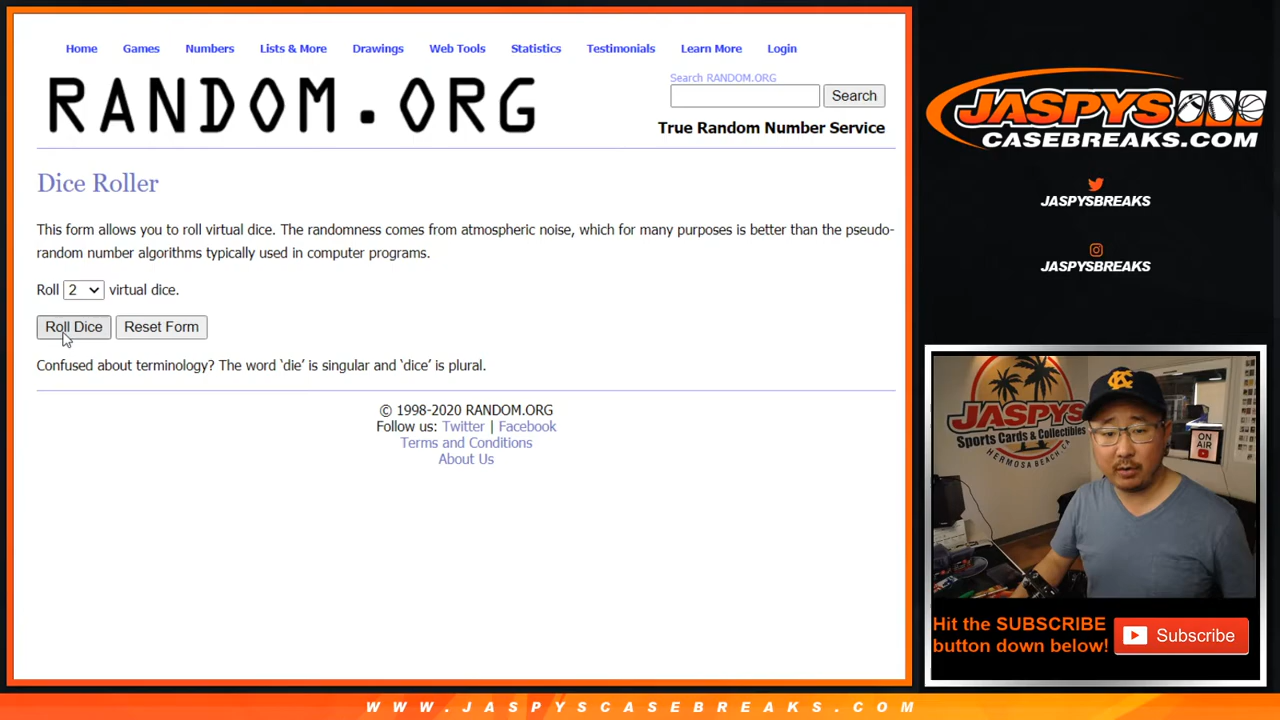 Home Games Numbers Lists & More Drawings Web Tools Statistics Testimonials Learn More Login
RANDOM.ORG
Search RANDOM.ORG
Search
True Random Number Service
Dice Roller
This form allows you to roll virtual dice. The randomness comes from atmospheric noise, which for many purposes is better than the pseudo-
random number algorithms typically used in computer programs.
Roll 2 virtual dice.
Roll Dice Reset Form
Confused about terminology? The word ‘die’ is singular and ‘dice’ is plural.
© 1998-2020 RANDOM.ORG
Follow us: Twitter | Facebook
Terms and Conditions
About Us
JASPYS
CASEBREAKS.COM
JASPYSBREAKS
JASPYSBREAKS
JASPYS
Sports Cards & Collectibles
HERMOSA BEACH, CA
KC
ON
AIR
Hit the SUBSCRIBE
button down below!
Subscribe
WWW.JASPYSCASEBREAKS.COM